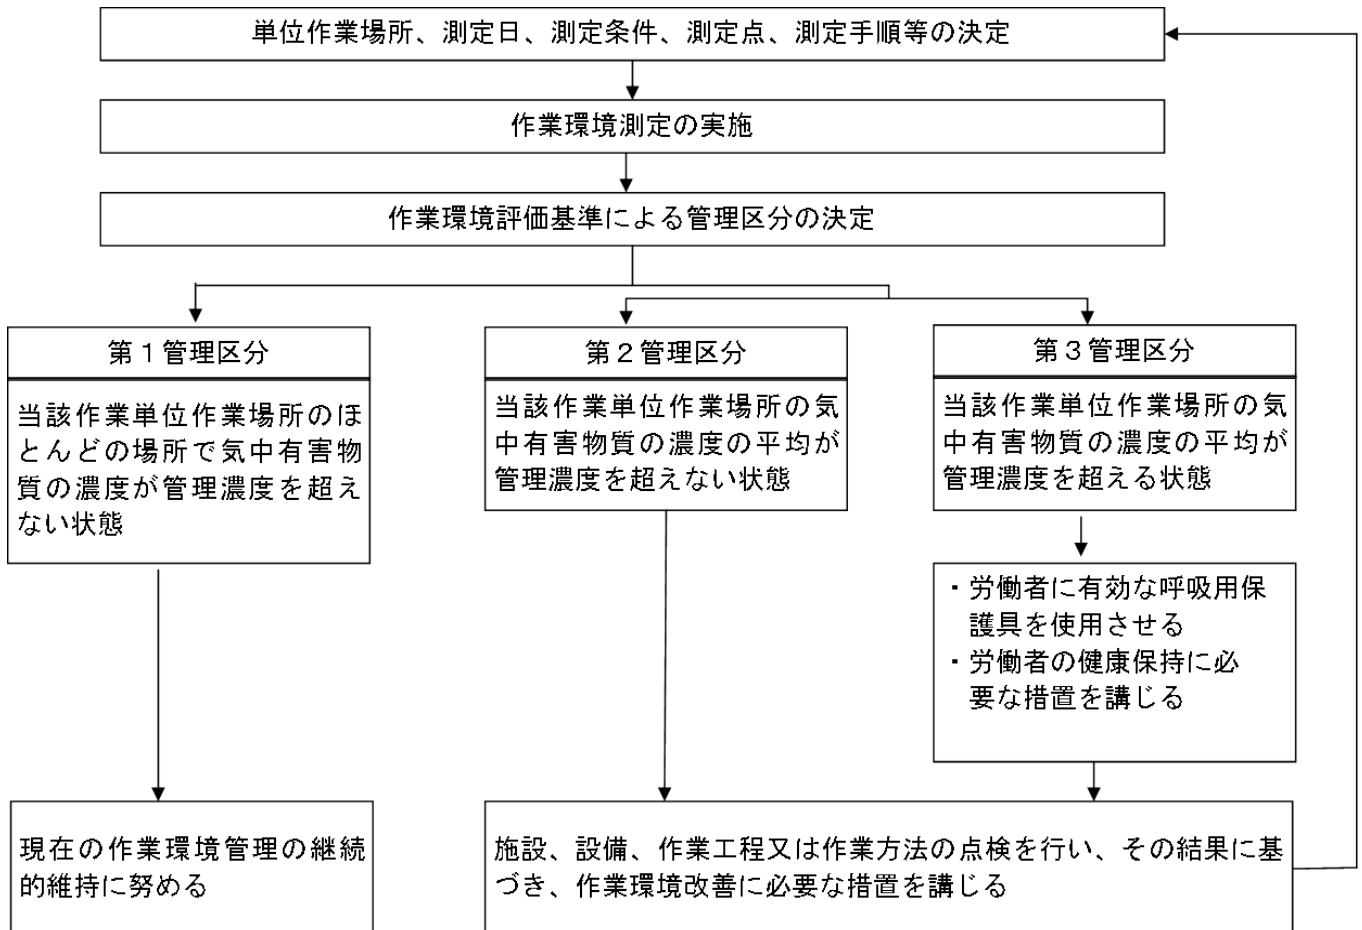 単位作業場所、測定日、測定条件、測定点、測定手順等の決定
作業環境測定の実施
作業環境評価基準による管理区分の決定
第１管理区分
当該作業単位作業場所のほ
とんどの場所で気中有害物
質の濃度が管理濃度を超え
ない状態
第２管理区分
当該作業単位作業場所の気
中有害物質の濃度の平均が
管理濃度を超えない状態
第３管理区分
当該作業単位作業場所の気
中有害物質の濃度の平均が
管理濃度を超える状態
・労働者に有効な呼吸用保
護具を使用させる
・労働者の健康保持に必
要な措置を講じる
現在の作業環境管理の継続
的維持に努める
施設、設備、作業工程又は作業方法の点検を行い、その結果に基
づき、作業環境改善に必要な措置を講じる